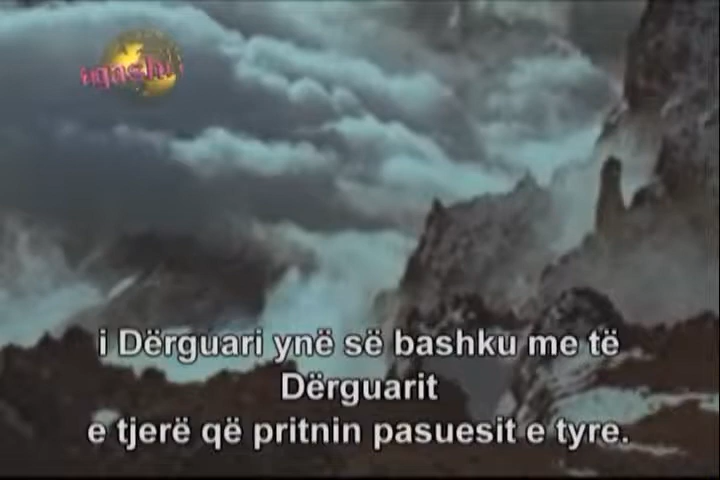 i Dërguari ynë së bashku me të
Dërguarit
e tjerë që pritnin pasuesit e tyre.